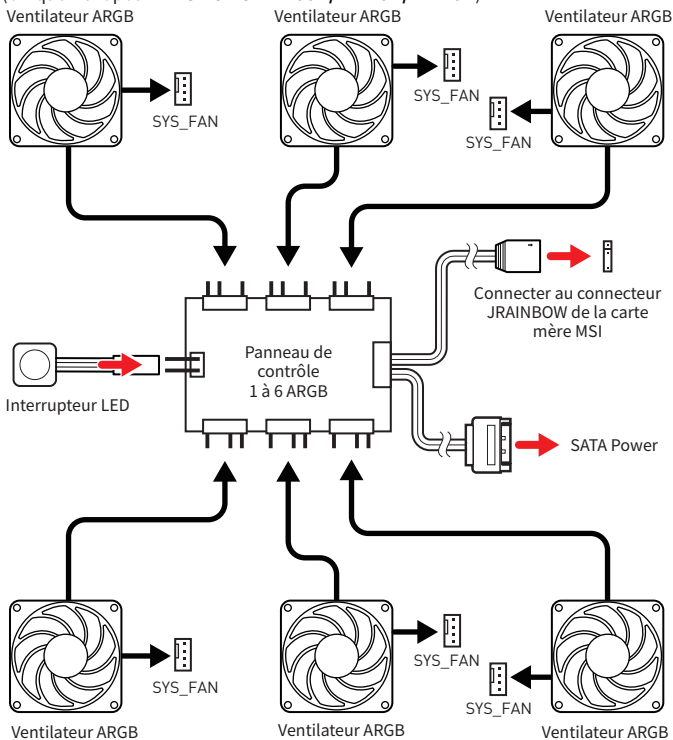 Ventilateur ARGB
Ventilateur ARGB
Ventilateur ARGB
SYS_FAN
SYS_FAN
SYS_FAN
Connecter au connecteur
JRAINBOW de la carte
mère MSI
Panneau de
contrôle
1 à 6 ARGB
Interrupteur LED
SATA Power
SYS_FAN
SYS_FAN
SYS_FAN
Ventilateur ARGB
Ventilateur ARGB
Ventilateur ARGB